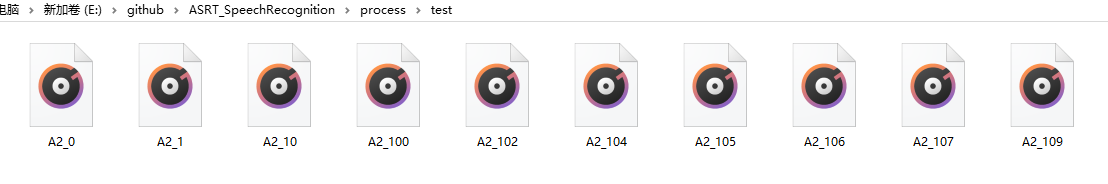 电脑 › 新加卷 (E:) › github › ASRT_SpeechRecognition › process › test
A2_0 A2_1 A2_10 A2_100 A2_102 A2_104 A2_105 A2_106 A2_107 A2_109